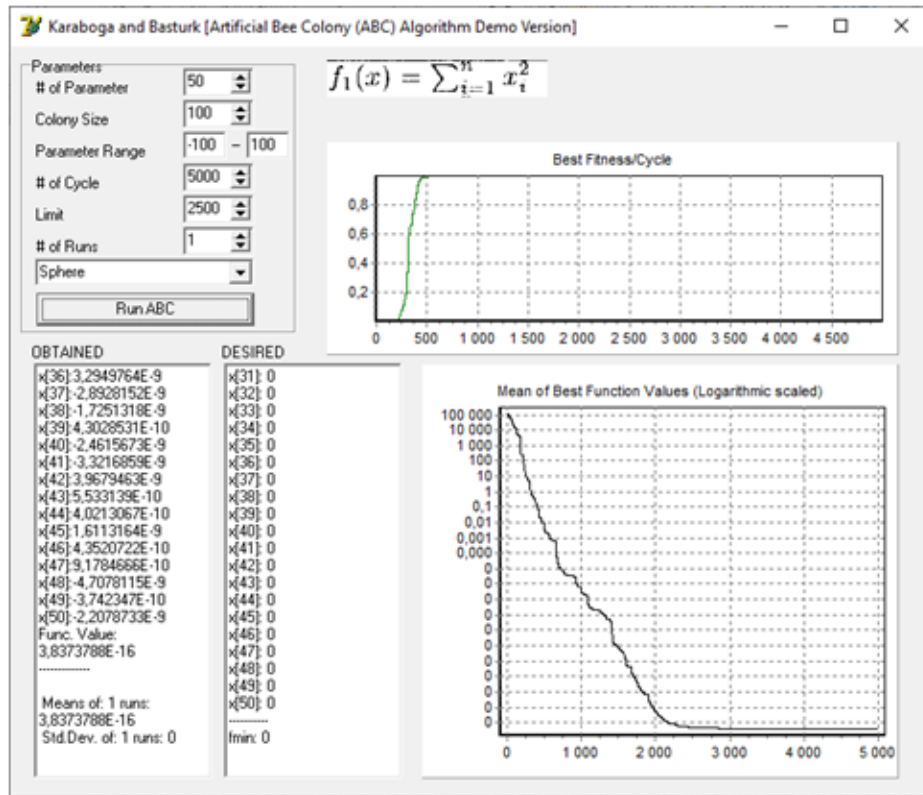 Karaboga and Basturk [Artificial Bee Colony (ABC) Algorithm Demo Version]
Parameters
# of Parameter 50
Colony Size 100
Parameter Range -100 – 100
# of Cycle 5000
Limit 2500
# of Runs 1
Sphere
Run ABC
f₁(x) = ∑ⁿᵢ₌₁ xᵢ²
Best Fitness/Cycle
0,8
0,6
0,4
0,2
0 500 1 000 1 500 2 000 2 500 3 000 3 500 4 000 4 500
OBTAINED
x[36]:3,2949764E-9
x[37]:-2,8928152E-9
x[38]:-1,7251318E-9
x[39]:4,3028531E-10
x[40]:-2,4615673E-9
x[41]:-3,3216859E-9
x[42]:3,9679463E-9
x[43]:5,533139E-10
x[44]:4,0213067E-10
x[45]:1,6113164E-9
x[46]:4,3520722E-10
x[47]:9,1784666E-10
x[48]:-4,7078115E-9
x[49]:-3,742347E-10
x[50]:-2,2078733E-9
Func. Value:
3,8373788E-16
-------------
Means of: 1 runs:
3,8373788E-16
Std.Dev. of: 1 runs: 0
DESIRED
x[31]: 0
x[32]: 0
x[33]: 0
x[34]: 0
x[35]: 0
x[36]: 0
x[37]: 0
x[38]: 0
x[39]: 0
x[40]: 0
x[41]: 0
x[42]: 0
x[43]: 0
x[44]: 0
x[45]: 0
x[46]: 0
x[47]: 0
x[48]: 0
x[49]: 0
x[50]: 0
----------
fmin: 0
Mean of Best Function Values (Logarithmic scaled)
100 000
10 000
1 000
100
10
1
0,1
0,01
0,001
0,000
0
0
0
0
0
0
0
0
0
0
0
0 1 000 2 000 3 000 4 000 5 000